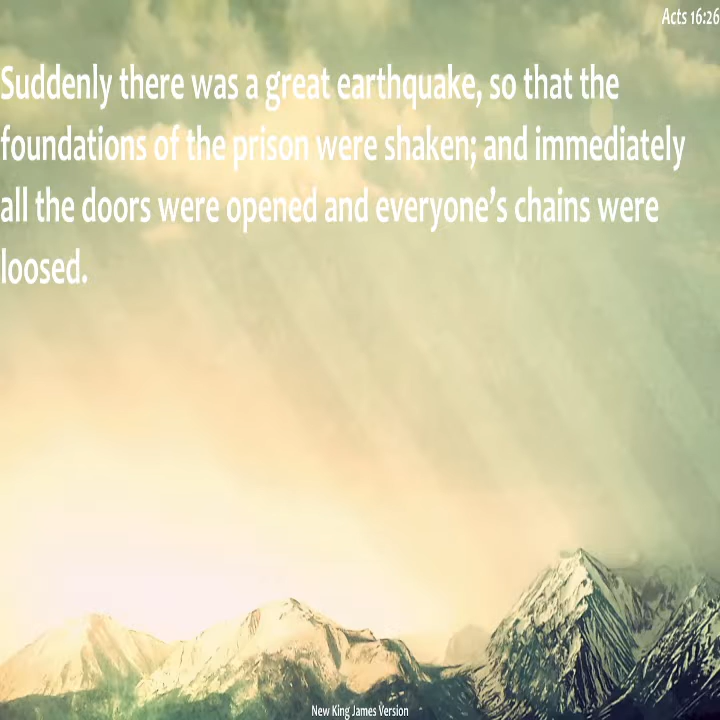 Acts 16:26
Suddenly there was a great earthquake, so that the
foundations of the prison were shaken; and immediately
all the doors were opened and everyone’s chains were
loosed.
New King James Version